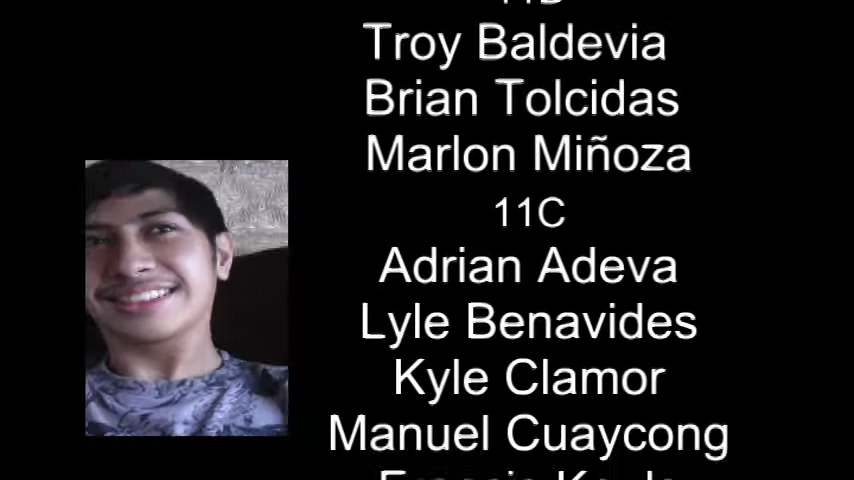 Troy Baldevia
Brian Tolcidas
Marlon Miñoza
11C
Adrian Adeva
Lyle Benavides
Kyle Clamor
Manuel Cuaycong